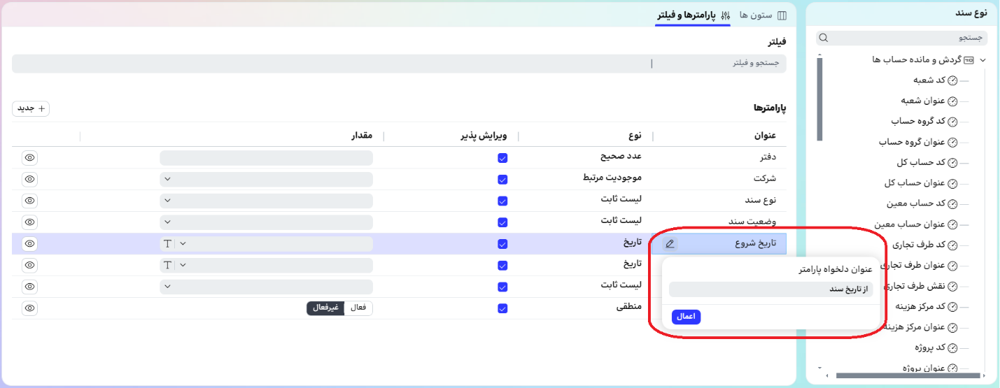 نوع سند
جستجو
گردش و مانده حساب ها
کد شعبه
عنوان شعبه
کد گروه حساب
عنوان گروه حساب
کد حساب کل
عنوان حساب کل
کد حساب معین
عنوان حساب معین
کد طرف تجاری
عنوان طرف تجاری
نقش طرف تجاری
کد مرکز هزینه
عنوان مرکز هزینه
کد پروژه
عنوان پروژه
ستون ها
پارامترها و فیلتر
فیلتر
جستجو و فیلتر
پارامترها
+ جدید
عنوان نوع ویرایش پذیر مقدار
دفتر عدد صحیح
شرکت موجودیت مرتبط
نوع سند لیست ثابت
وضعیت سند لیست ثابت
تاریخ شروع تاریخ T
تاریخ T
لیست ثابت
منطقی فعال غیرفعال
عنوان دلخواه پارامتر
از تاریخ سند
اعمال